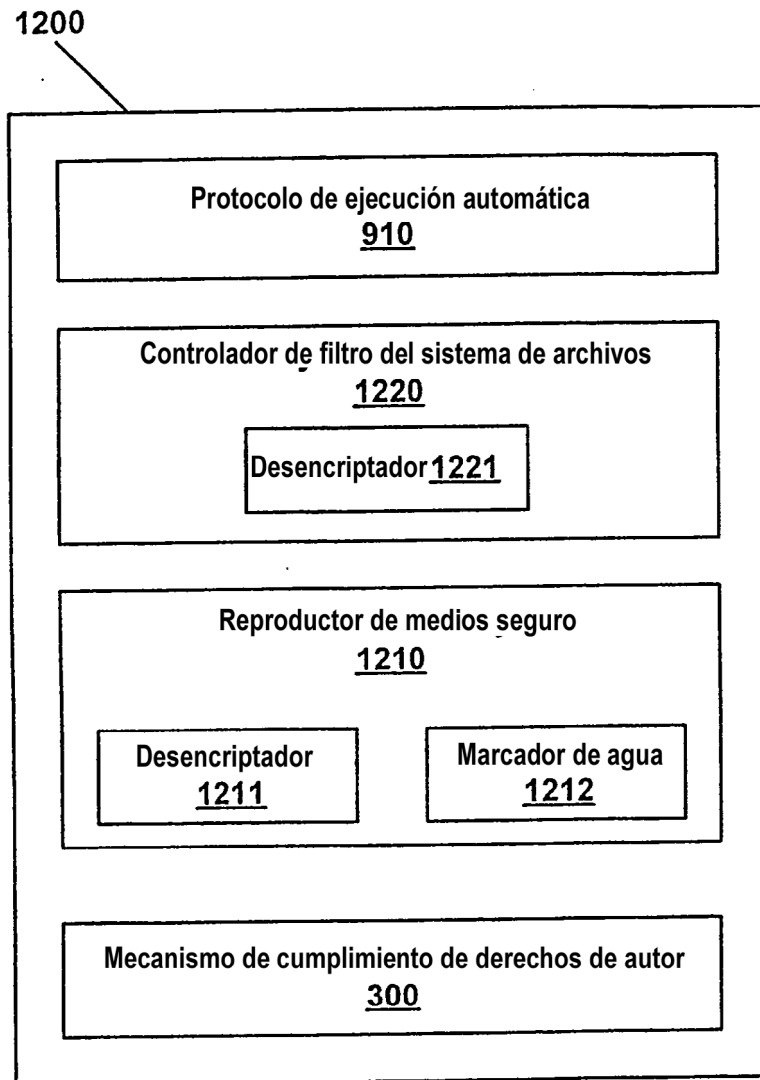 1200
Protocolo de ejecución automática
910
Controlador de filtro del sistema de archivos
1220
Desencriptador 1221
Reproductor de medios seguro
1210
Desencriptador
1211
Marcador de agua
1212
Mecanismo de cumplimiento de derechos de autor
300